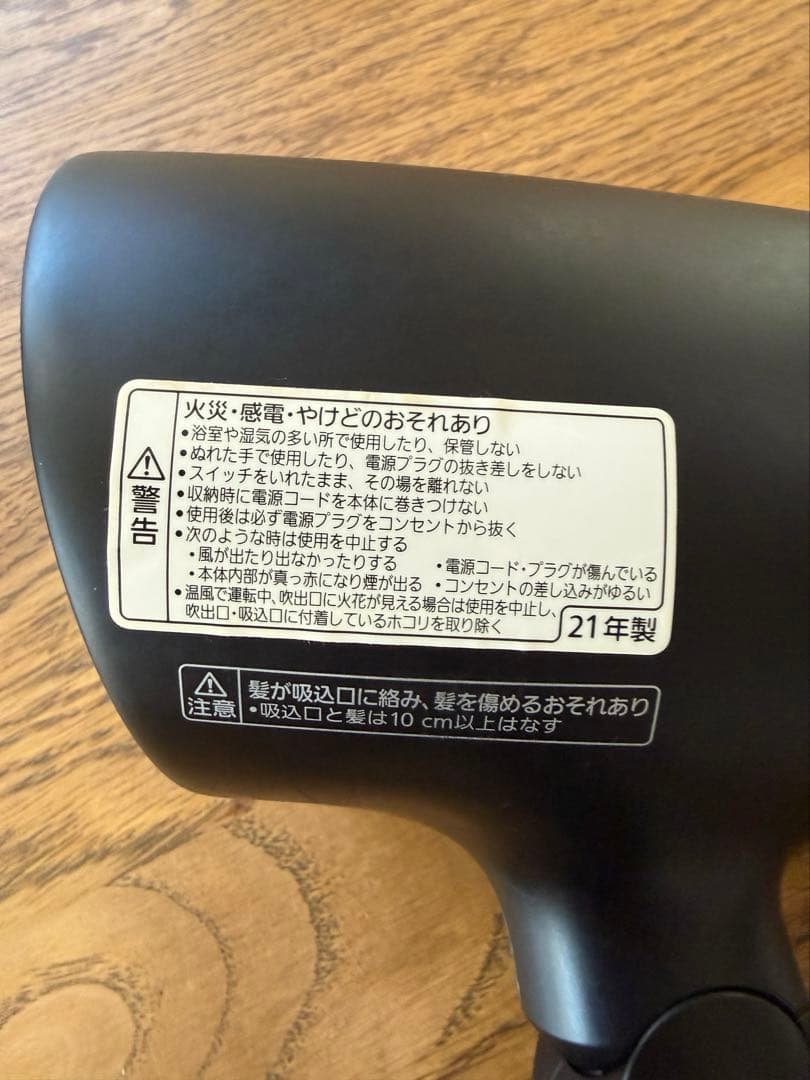 警告
火災・感電・やけどのおそれあり
•浴室や湿気の多い所で使用したり、保管しない
•ぬれた手で使用したり、電源プラグの抜き差しをしない
•スイッチをいれたまま、その場を離れない
•収納時に電源コードを本体に巻きつけない
•使用後は必ず電源プラグをコンセントから抜く
•次のような時は使用を中止する
・風が出たり出なかったりする ・電源コード・プラグが傷んでいる
・本体内部が真っ赤になり煙が出る ・コンセントの差し込みがゆるい
•温風で運転中、吹出口に火花が見える場合は使用を中止し、
吹出口・吸込口に付着しているホコリを取り除く
21年製
注意
髪が吸込口に絡み、髪を傷めるおそれあり
•吸込口と髪は10 cm以上はなす